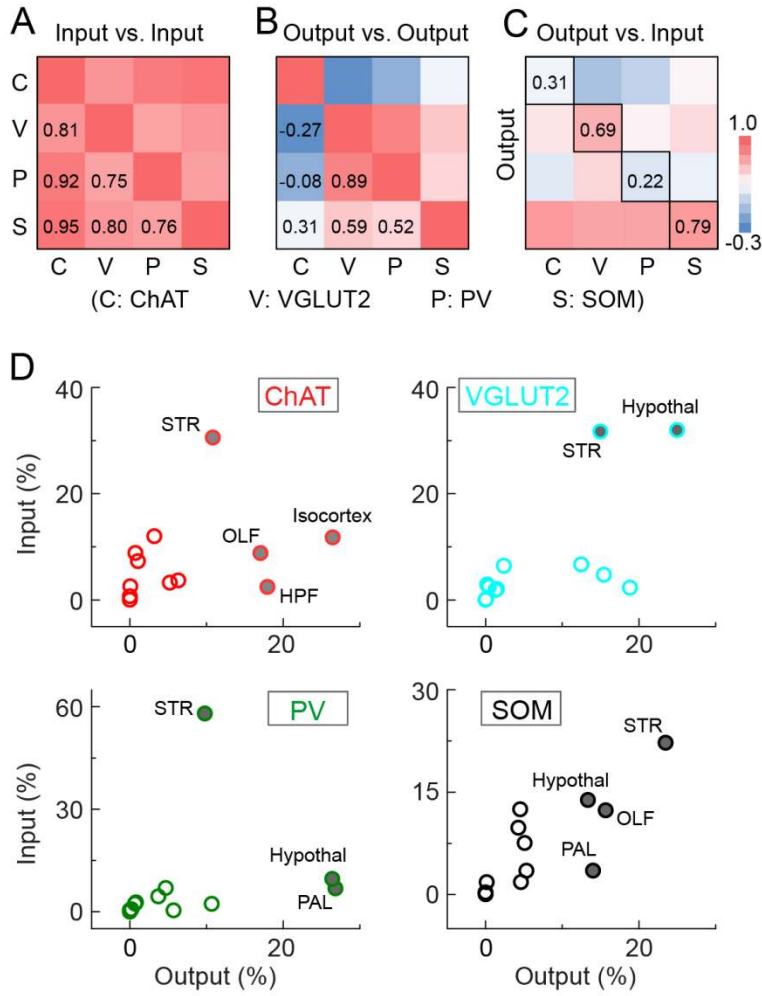 A
Input vs. Input
C
V
P
S
0.81
0.92 0.75
0.95 0.80 0.76
C V P S
B
Output vs. Output
-0.27
-0.08 0.89
0.31 0.59 0.52
C V P S
C
Output vs. Input
Output
0.31
0.69
0.22
0.79
C V P S
1.0
-0.3
(C: ChAT V: VGLUT2 P: PV S: SOM)
D
Input (%)
40
20
0
0 20
ChAT
STR
OLF
Isocortex
HPF
40
20
0
0 20
VGLUT2
Hypothal
STR
Input (%)
60
30
0
0 20
Output (%)
PV
STR
Hypothal
PAL
30
15
0
0 20
Output (%)
SOM
STR
Hypothal
OLF
PAL